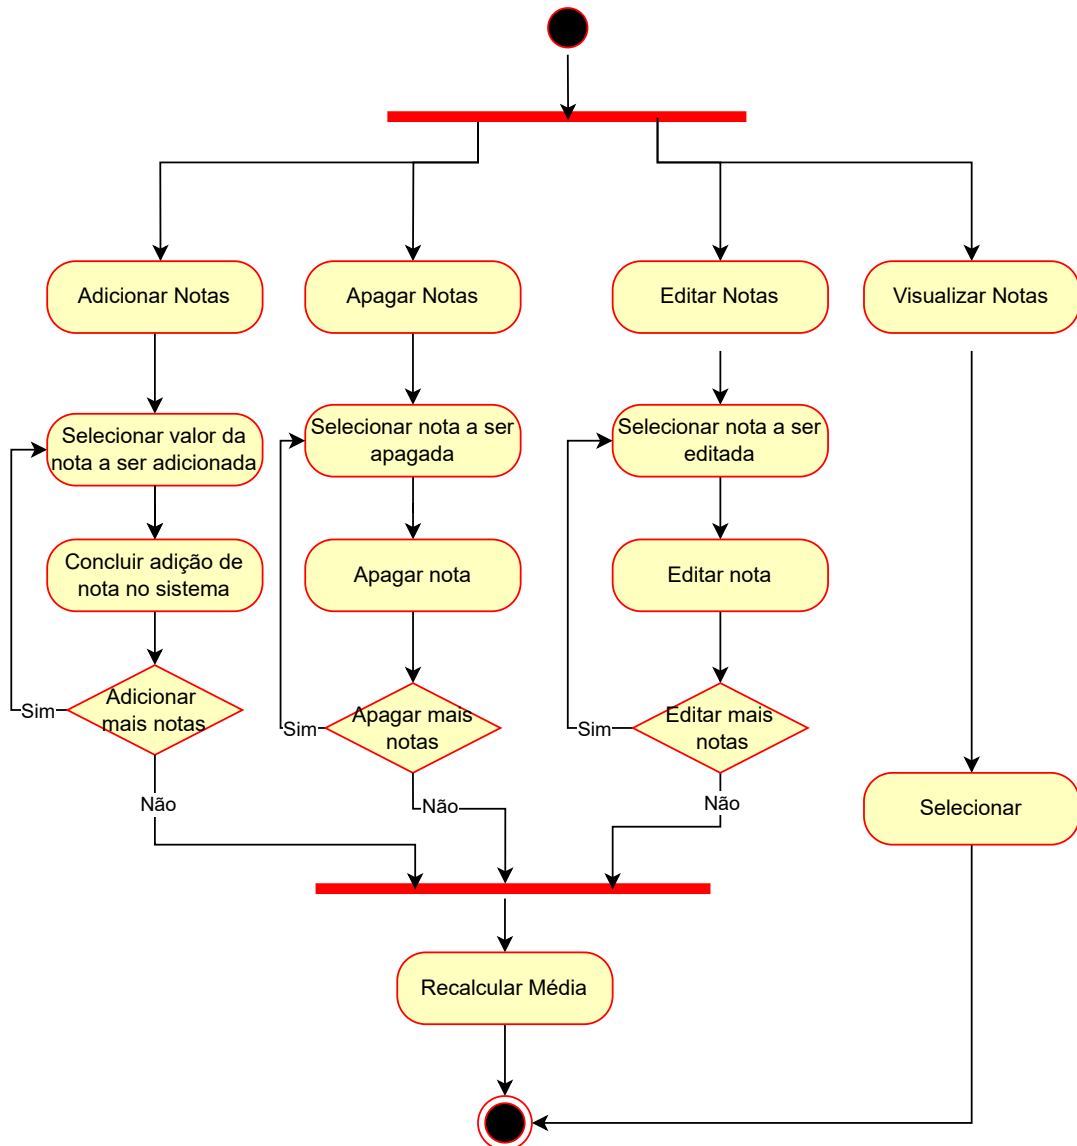 Adicionar Notas
Apagar Notas
Editar Notas
Visualizar Notas
Selecionar valor da
nota a ser adicionada
Selecionar nota a ser
apagada
Selecionar nota a ser
editada
Concluir adição de
nota no sistema
Apagar nota
Editar nota
Adicionar
mais notas
Sim
Apagar mais
notas
Sim
Editar mais
notas
Sim
Não
Não
Não
Selecionar
Recalcular Média